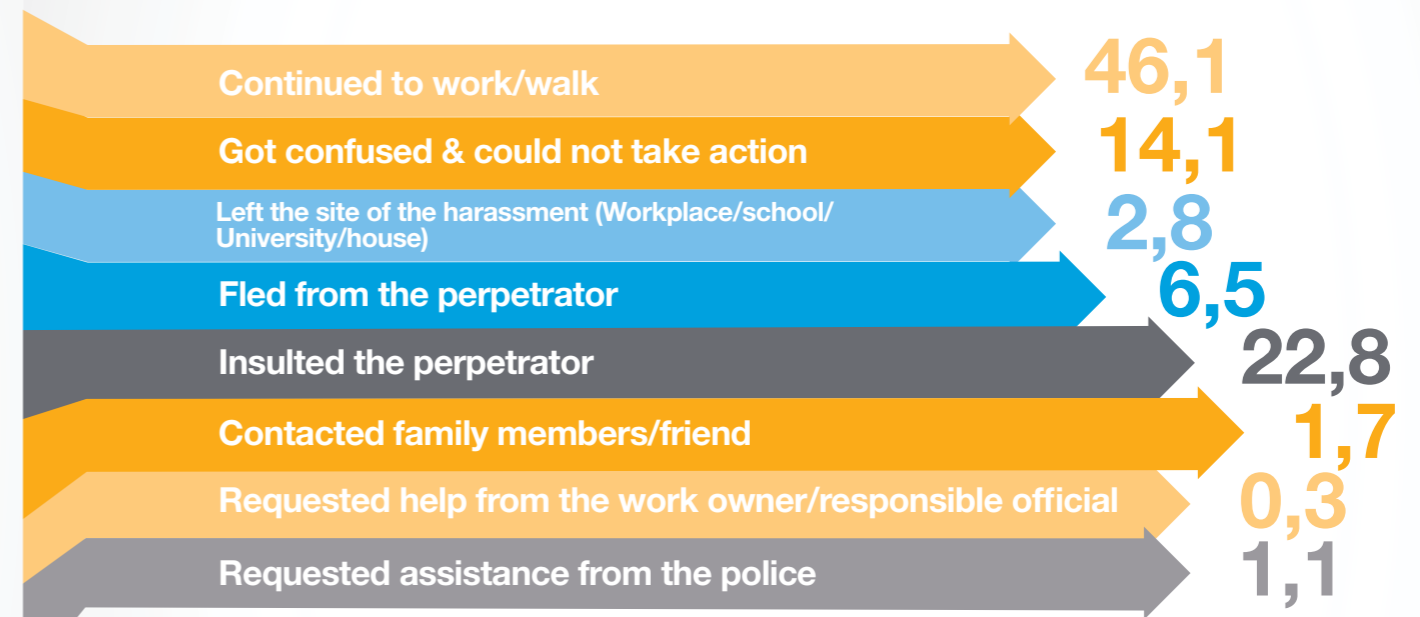 Continued to work/walk 46,1
Got confused & could not take action 14,1
Left the site of the harassment (Workplace/school/
University/house) 2,8
Fled from the perpetrator 6,5
Insulted the perpetrator 22,8
Contacted family members/friend 1,7
Requested help from the work owner/responsible official 0,3
Requested assistance from the police 1,1